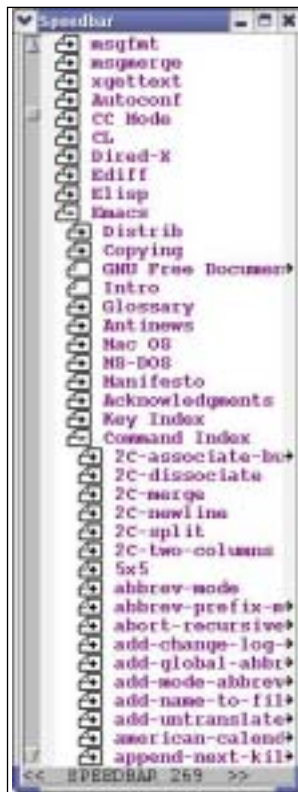 Speedbar
msgfmt
msgmerge
xgettext
Autoconf
CC Mode
CL
Dired-X
Ediff
Elisp
Emacs
Distrib
Copying
GNU Free Documen
Intro
Glossary
Antinews
Mac OS
MS-DOS
Manifesto
Acknowledgments
Key Index
Command Index
2C-associate-bu
2C-dissociate
2C-merge
2C-newline
2C-split
2C-two-columns
5x5
abbrev-mode
abbrev-prefix-m
abort-recursive
add-change-log-
add-global-abbr
add-mode-abbrev
add-name-to-fil
add-untranslate
american-calend
append-next-kil
<< SPEEDBAR 269 >>